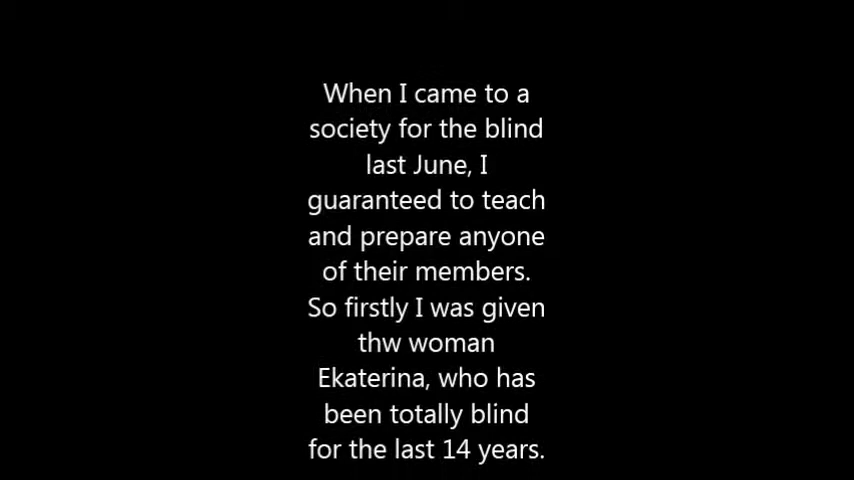 When I came to a
society for the blind
last June, I
guaranteed to teach
and prepare anyone
of their members.
So firstly I was given
thw woman
Ekaterina, who has
been totally blind
for the last 14 years.